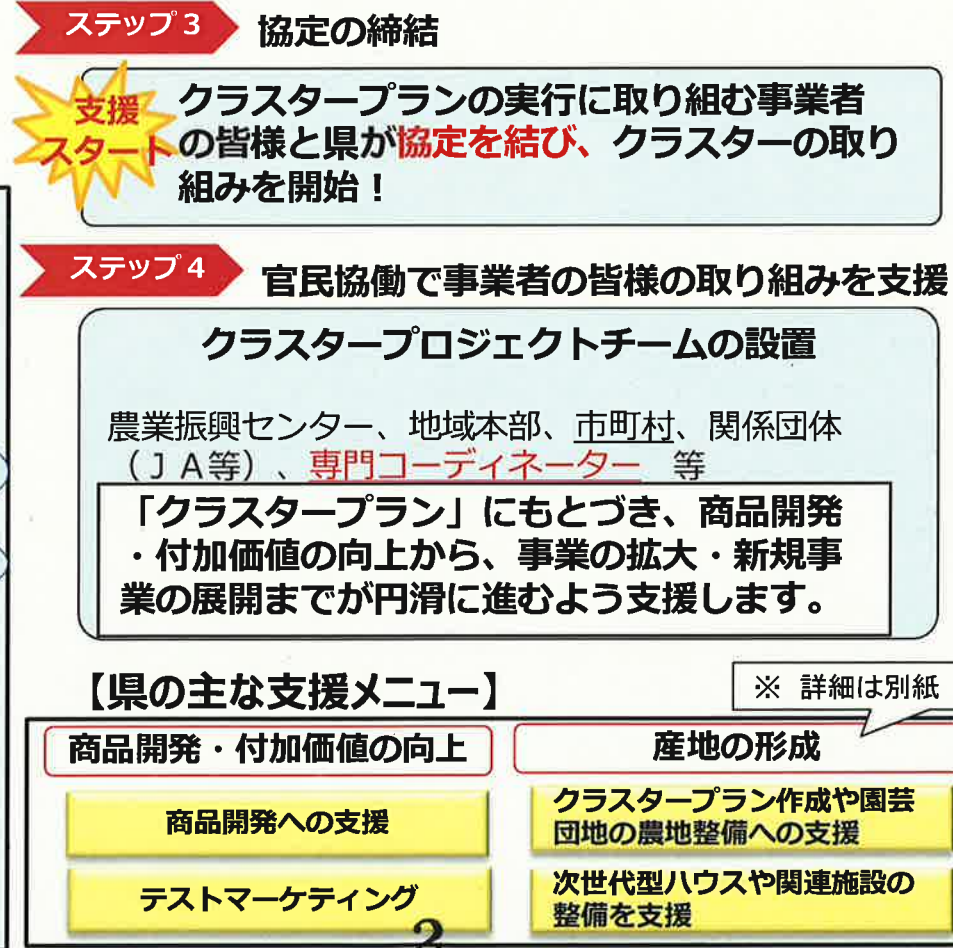 ステップ3
協定の締結
支援
スタート
クラスタープランの実行に取り組む事業者
の皆様と県が協定を結び、クラスターの取り
組みを開始！
ステップ4
官民協働で事業者の皆様の取り組みを支援
クラスタープロジェクトチームの設置
農業振興センター、地域本部、市町村、関係団体
（ＪＡ等）、専門コーディネーター　等
「クラスタープラン」にもとづき、商品開発
・付加価値の向上から、事業の拡大・新規事
業の展開までが円滑に進むよう支援します。
【県の主な支援メニュー】
※ 詳細は別紙
商品開発・付加価値の向上
商品開発への支援
テストマーケティング
産地の形成
クラスタープラン作成や園芸
団地の農地整備への支援
次世代型ハウスや関連施設の
整備を支援
2